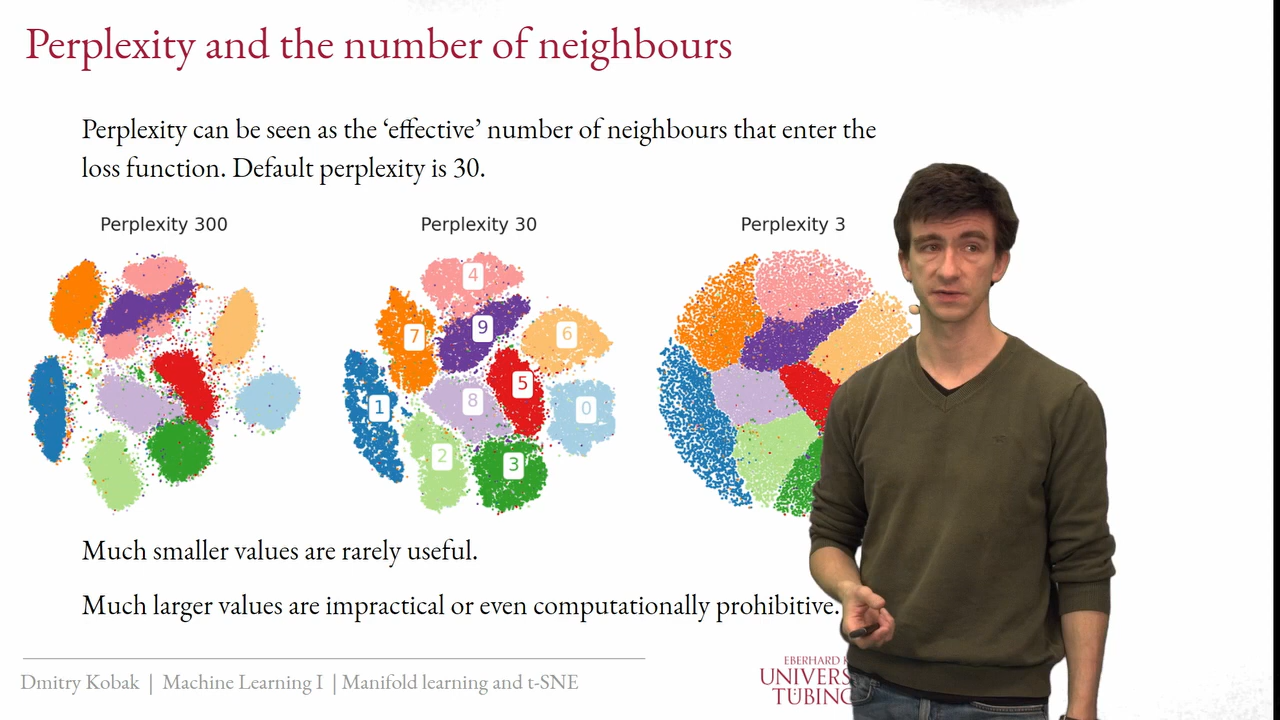 Perplexity and the number of neighbours
Perplexity can be seen as the ‘effective’ number of neighbours that enter the
loss function. Default perplexity is 30.
Perplexity 300
Perplexity 30
Perplexity 3
4
7
9
6
1
8
5
0
2
3
Much smaller values are rarely useful.
Much larger values are impractical or even computationally prohibitive.
Dmitry Kobak | Machine Learning I | Manifold learning and t-SNE
EBERHARD